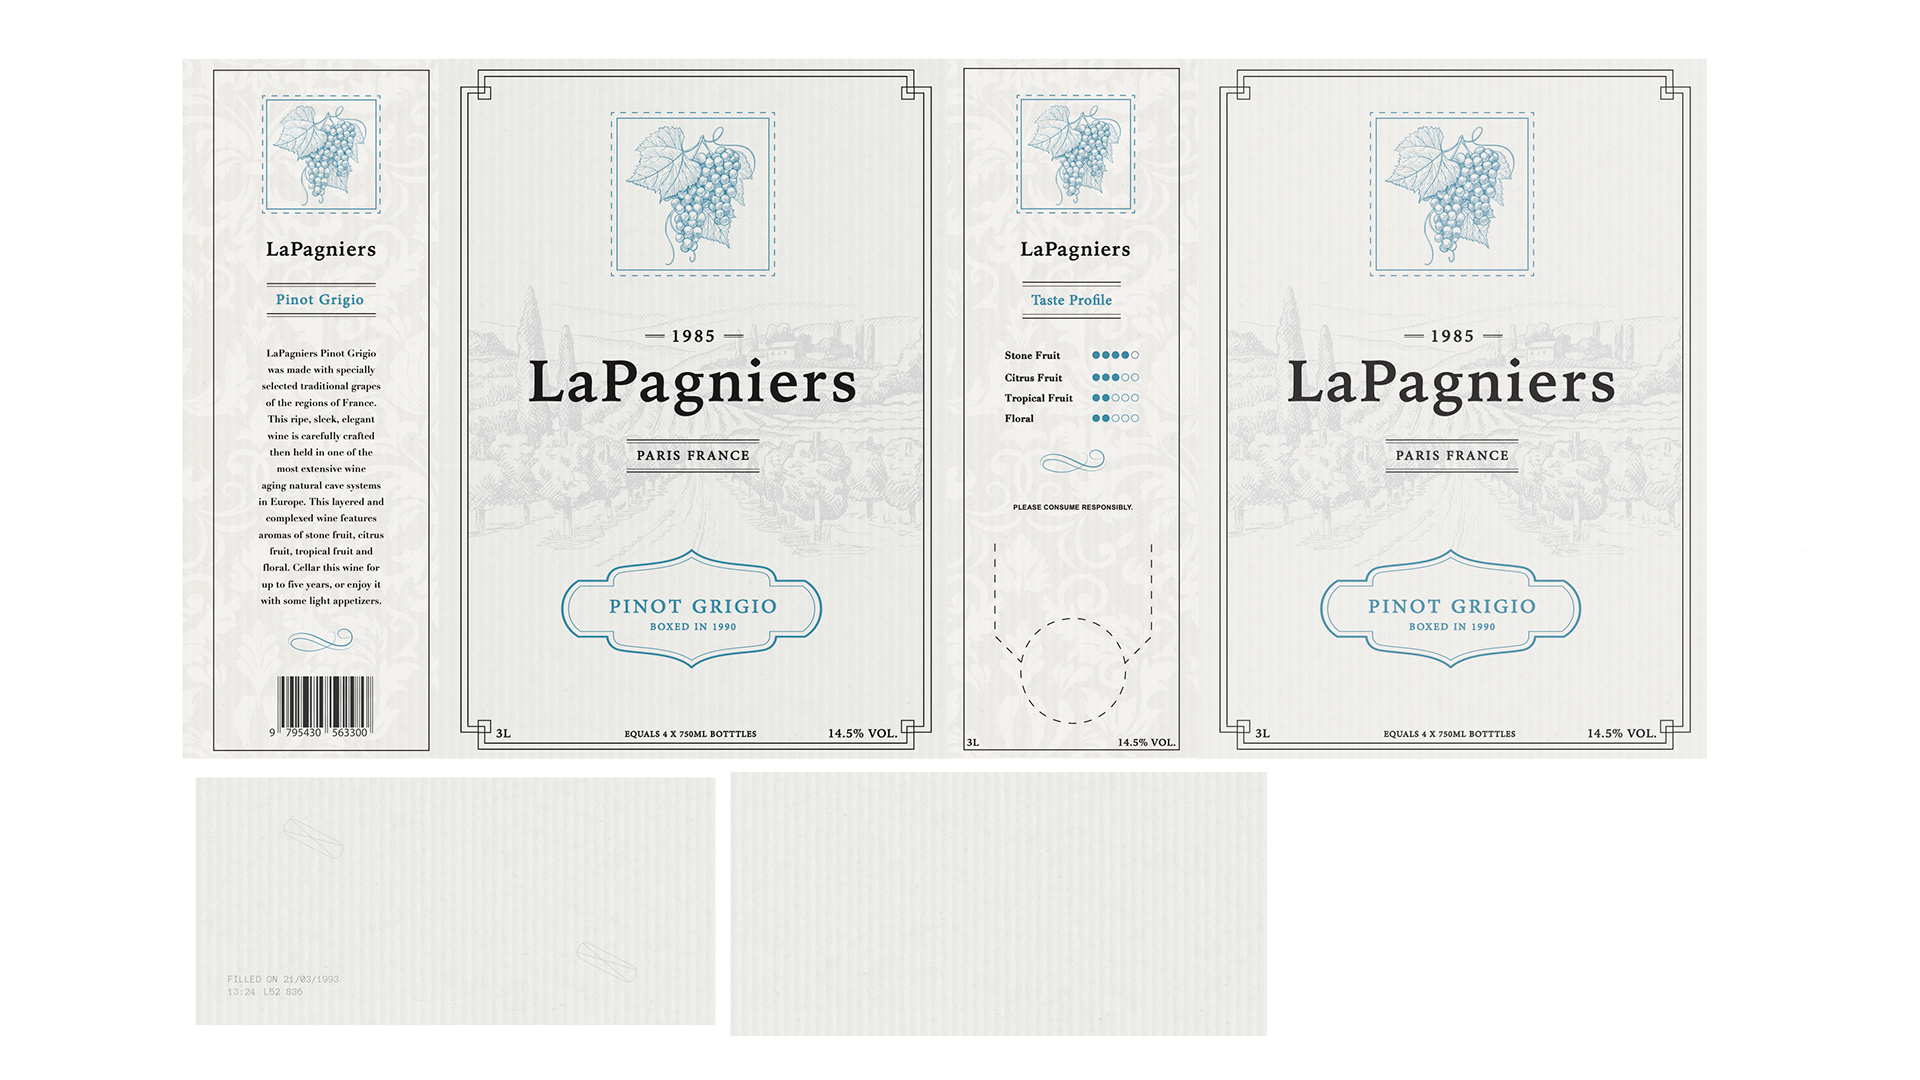 LaPagniers
Pinot Grigio
LaPagniers Pinot Grigio
was made with specially
selected traditional grapes
of the regions of France.
This ripe, sleek, elegant
wine is carefully crafted
then held in one of the
most extensive wine
aging natural cave systems
in Europe. This layered and
complexed wine features
aromas of stone fruit, citrus
fruit, tropical fruit and
floral. Cellar this wine for
up to five years, or enjoy it
with some light appetizers.
9 795430 563300
1985
LaPagniers
PARIS FRANCE
PINOT GRIGIO
BOXED IN 1990
3L EQUALS 4 X 750ML BOTTTLES 14.5% VOL.
LaPagniers
Taste Profile
Stone Fruit
Citrus Fruit
Tropical Fruit
Floral
PLEASE CONSUME RESPONSIBLY.
3L 14.5% VOL.
1985
LaPagniers
PARIS FRANCE
PINOT GRIGIO
BOXED IN 1990
3L EQUALS 4 X 750ML BOTTTLES 14.5% VOL.
FILLED ON 21/03/1993
13:24 L52 836